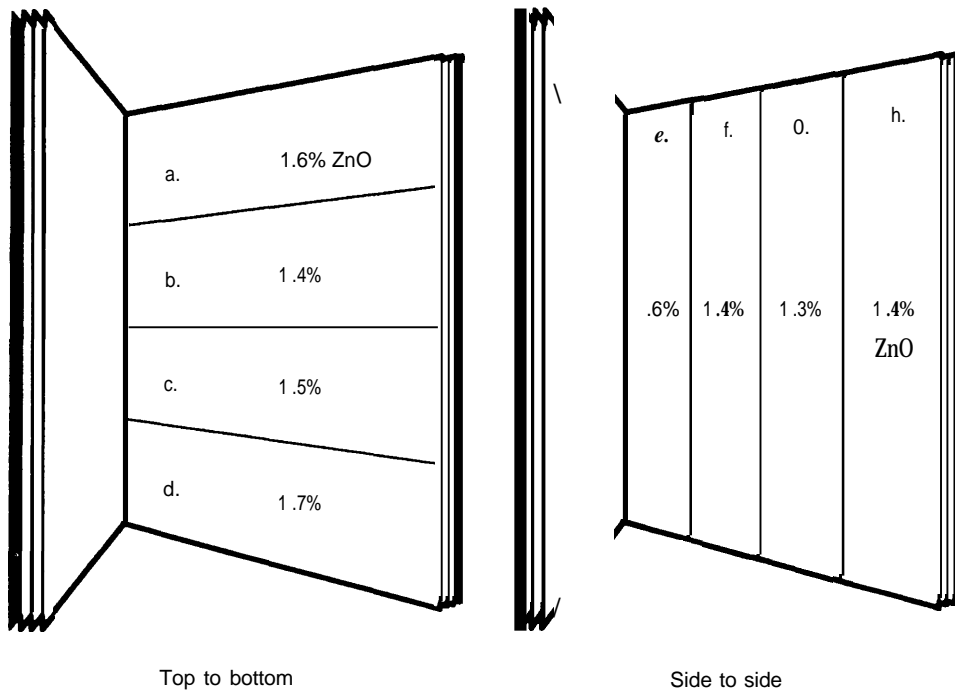 a. 1.6% ZnO
b. 1.4%
c. 1.5%
d. 1.7%
Top to bottom
e. f. 0. h.
.6% 1.4% 1.3% 1.4%
ZnO
Side to side